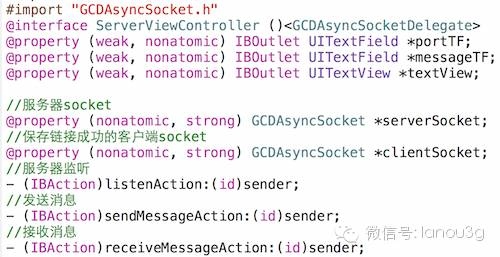 #import "GCDAsyncSocket.h"
@interface ServerViewController ()<GCDAsyncSocketDelegate>
@property (weak, nonatomic) IBOutlet UITextField *portTF;
@property (weak, nonatomic) IBOutlet UITextField *messageTF;
@property (weak, nonatomic) IBOutlet UITextView *textView;
//服务器socket
@property (nonatomic, strong) GCDAsyncSocket *serverSocket;
//保存链接成功的客户端socket
@property (nonatomic, strong) GCDAsyncSocket *clientSocket;
//服务器监听
- (IBAction)listenAction:(id)sender;
//发送消息
- (IBAction)sendMessageAction:(id)sender;
//接收消息
- (IBAction)receiveMessageAction:(id)sender;
微信号: lanou3g